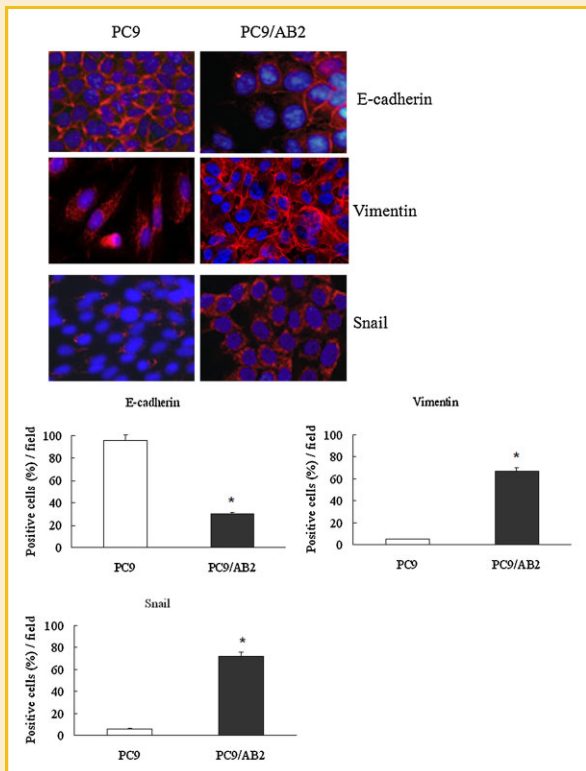 PC9 PC9/AB2
E-cadherin
Vimentin
Snail
E-cadherin
Positive cells (%) / field
100
80
60
40
20
0
*
PC9 PC9/AB2
Vimentin
Positive cells (%) / field
100
80
60
40
20
0
*
PC9 PC9/AB2
Snail
Positive cells (%) / field
100
80
60
40
20
0
*
PC9 PC9/AB2